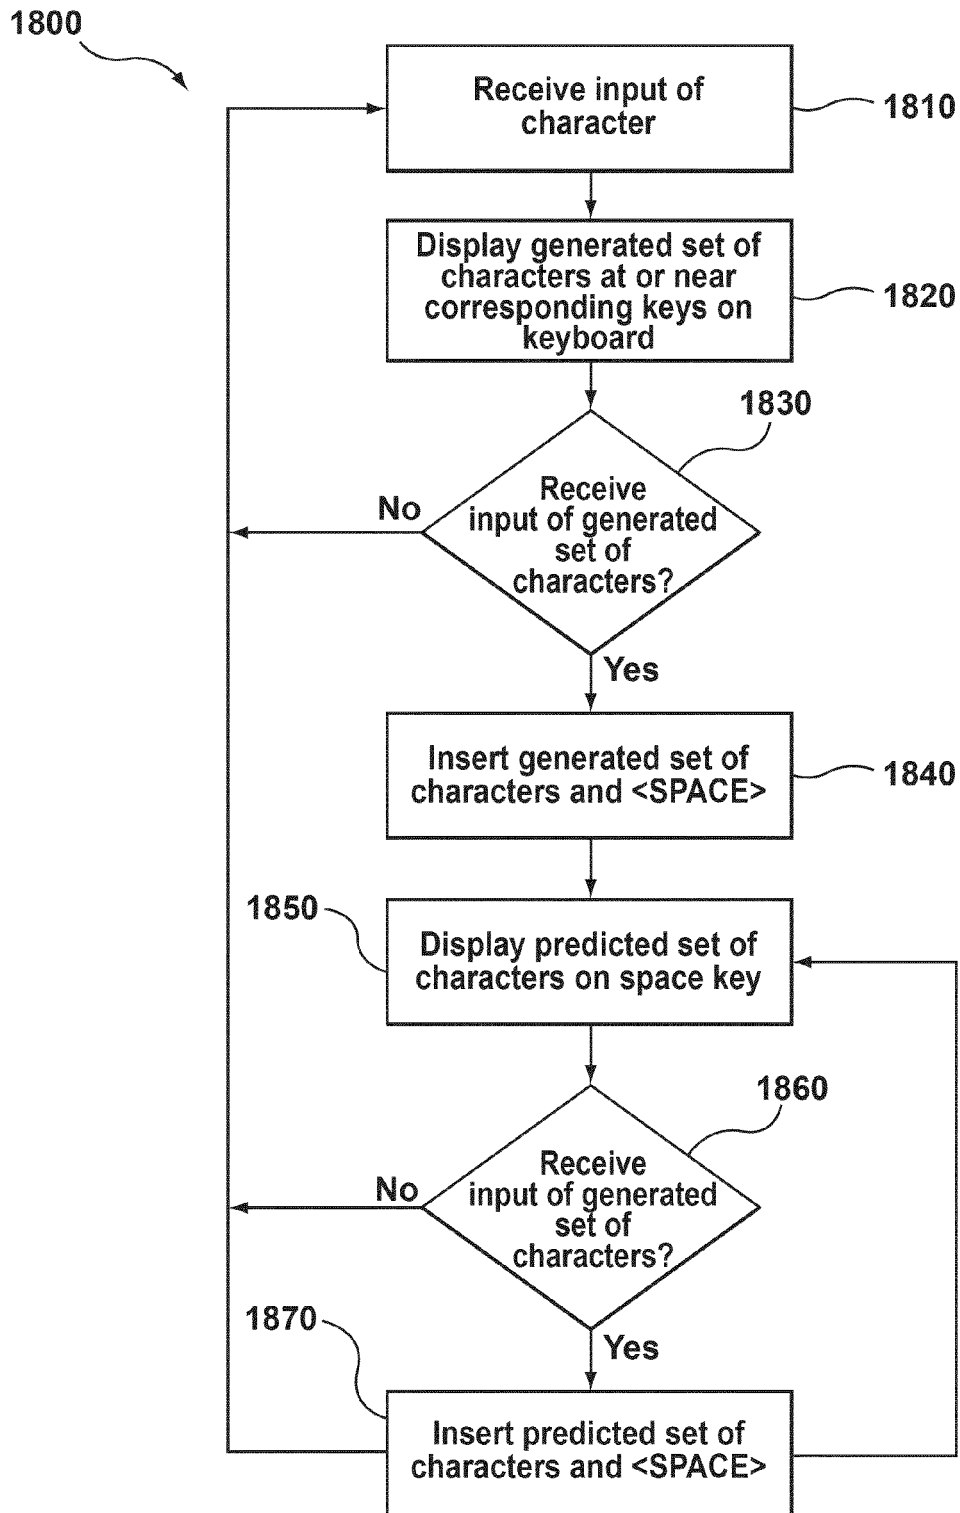 1800
Receive input of
character
1810
Display generated set of
characters at or near
corresponding keys on
keyboard
1820
1830
Receive
input of generated
set of
characters?
No
Yes
Insert generated set of
characters and <SPACE>
1840
1850
Display predicted set of
characters on space key
1860
Receive
input of generated
set of
characters?
No
Yes
1870
Insert predicted set of
characters and <SPACE>